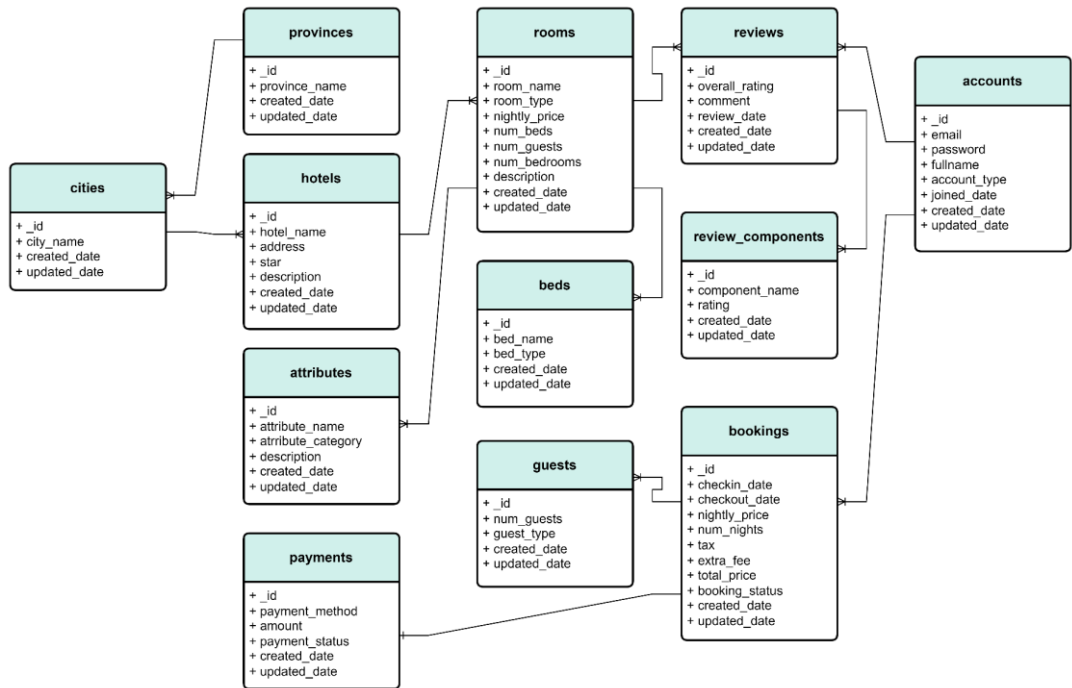 provinces
+ _id
+ province_name
+ created_date
+ updated_date
rooms
+ _id
+ room_name
+ room_type
+ nightly_price
+ num_beds
+ num_guests
+ num_bedrooms
+ description
+ created_date
+ updated_date
reviews
+ _id
+ overall_rating
+ comment
+ review_date
+ created_date
+ updated_date
accounts
+ _id
+ email
+ password
+ fullname
+ account_type
+ joined_date
+ created_date
+ updated_date
cities
+ _id
+ city_name
+ created_date
+ updated_date
hotels
+ _id
+ hotel_name
+ address
+ star
+ description
+ created_date
+ updated_date
review_components
+ _id
+ component_name
+ rating
+ created_date
+ updated_date
beds
+ _id
+ bed_name
+ bed_type
+ created_date
+ updated_date
attributes
+ _id
+ attribute_name
+ atrribute_category
+ description
+ created_date
+ updated_date
bookings
+ _id
+ checkin_date
+ checkout_date
+ nightly_price
+ num_nights
+ tax
+ extra_fee
+ total_price
+ booking_status
+ created_date
+ updated_date
guests
+ _id
+ num_guests
+ guest_type
+ created_date
+ updated_date
payments
+ _id
+ payment_method
+ amount
+ payment_status
+ created_date
+ updated_date